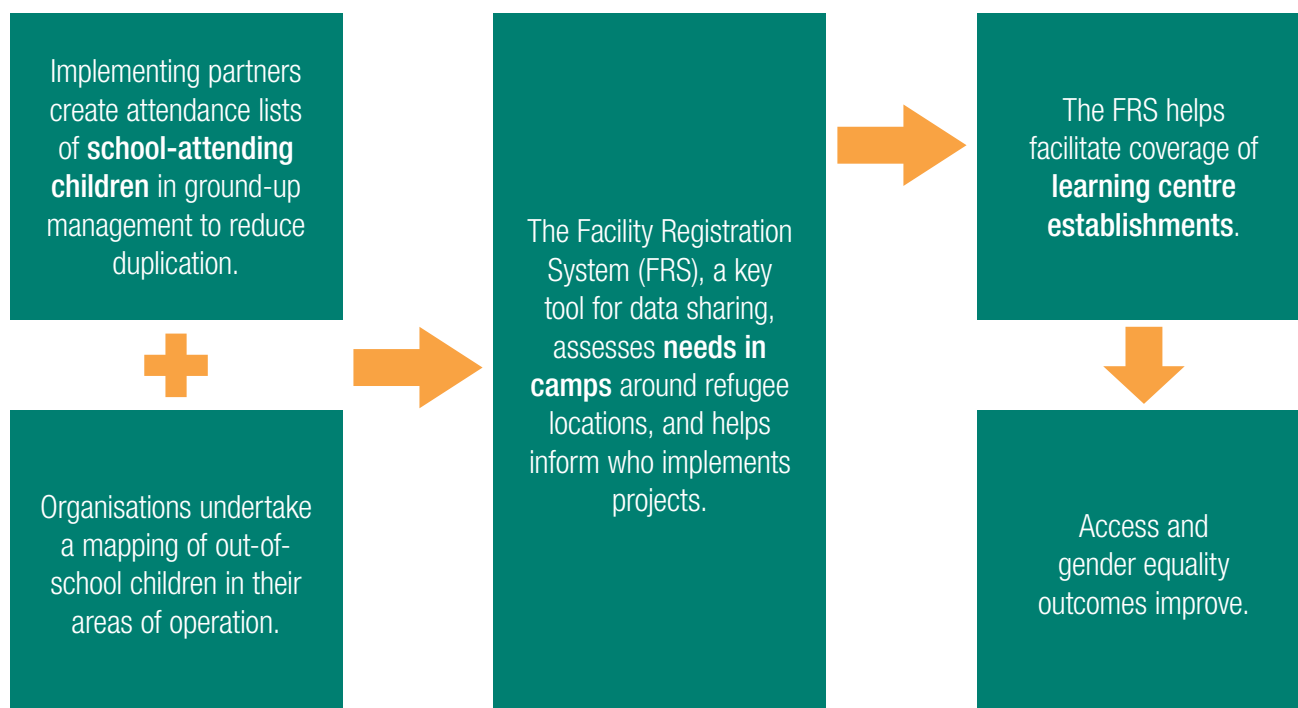 Implementing partners
create attendance lists
of school-attending
children in ground-up
management to reduce
duplication.
Organisations undertake
a mapping of out-of-
school children in their
areas of operation.
The Facility Registration
System (FRS), a key
tool for data sharing,
assesses needs in
camps around refugee
locations, and helps
inform who implements
projects.
The FRS helps
facilitate coverage of
learning centre
establishments.
Access and
gender equality
outcomes improve.